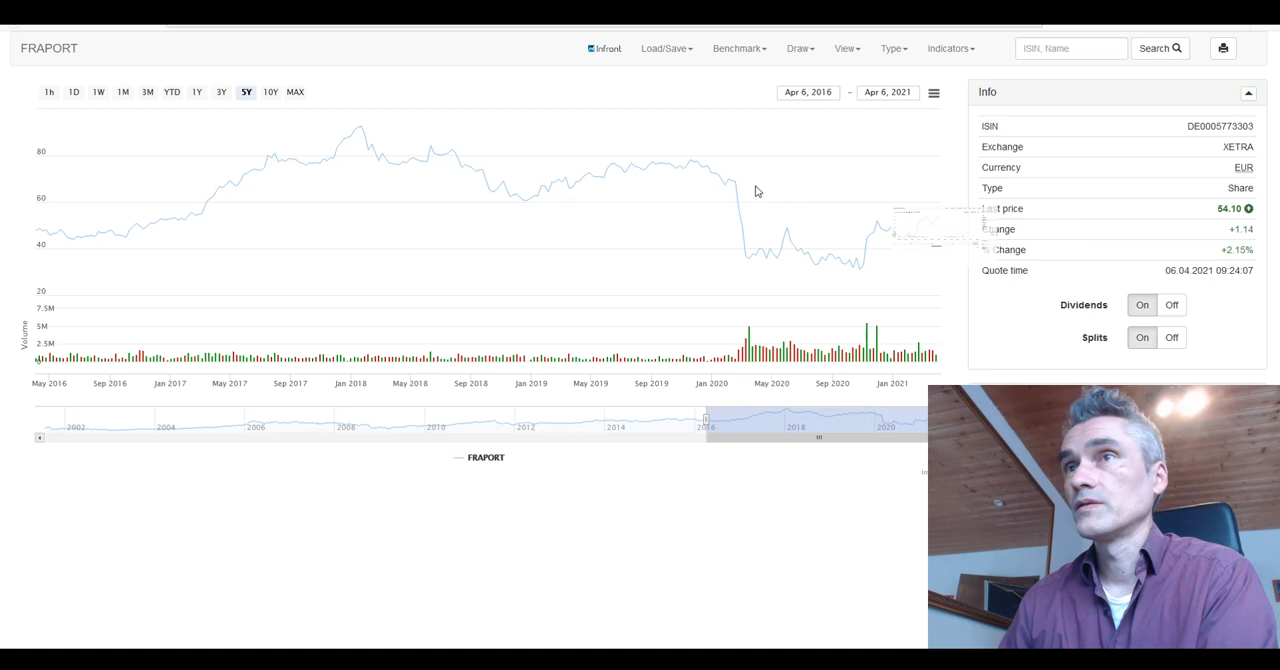 FRAPORT
Infront Load/Save Benchmark Draw View Type Indicators
ISIN, Name
Search
1h 1D 1W 1M 3M YTD 1Y 3Y 5Y 10Y MAX
Apr 6, 2016 - Apr 6, 2021
80
60
40
20
7.5M
5M
2.5M
Volume
May 2016 Sep 2016 Jan 2017 May 2017 Sep 2017 Jan 2018 May 2018 Sep 2018 Jan 2019 May 2019 Sep 2019 Jan 2020 May 2020 Sep 2020 Jan 2021
2002 2004 2006 2008 2010 2012 2014 2016 2018 2020
FRAPORT
Info
ISIN DE0005773303
Exchange XETRA
Currency EUR
Type Share
Last price 54.10
Change +1.14
% Change +2.15%
Quote time 06.04.2021 09:24:07
Dividends On Off
Splits On Off